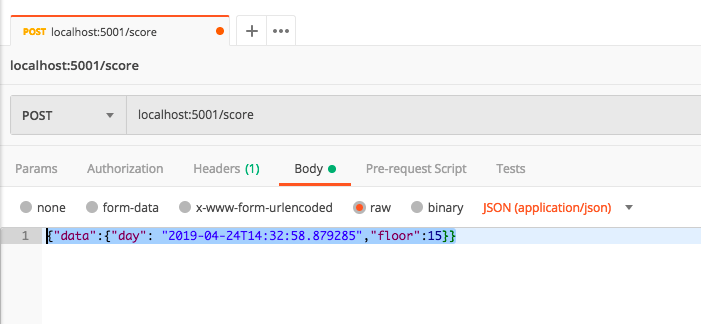 POST localhost:5001/score
localhost:5001/score
POST localhost:5001/score
Params Authorization Headers (1) Body Pre-request Script Tests
none form-data x-www-form-urlencoded raw binary JSON (application/json)
1 {"data":{"day": "2019-04-24T14:32:58.879285","floor":15}}